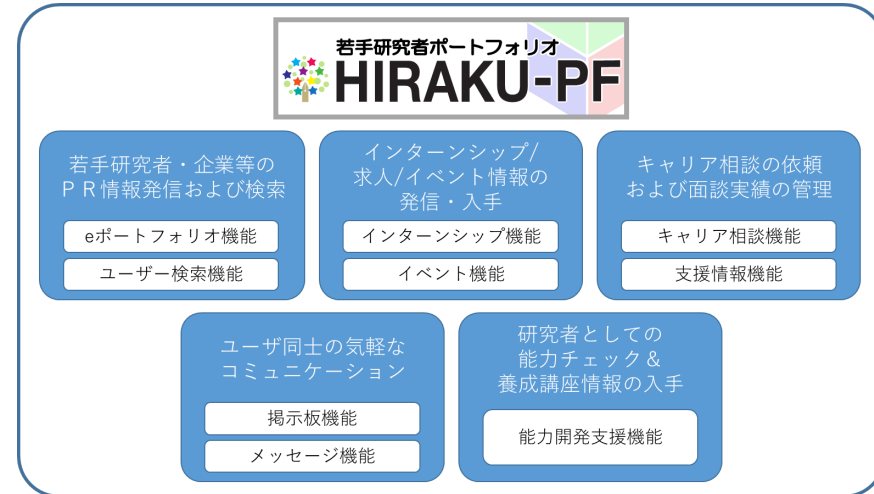 若手研究者ポートフォリオ
HIRAKU-PF
若手研究者・企業等の
ＰＲ情報発信および検索
eポートフォリオ機能
ユーザー検索機能
インターンシップ/
求人/イベント情報の
発信・入手
インターンシップ機能
イベント機能
キャリア相談の依頼
および面談実績の管理
キャリア相談機能
支援情報機能
ユーザ同士の気軽な
コミュニケーション
掲示板機能
メッセージ機能
研究者としての
能力チェック＆
養成講座情報の入手
能力開発支援機能